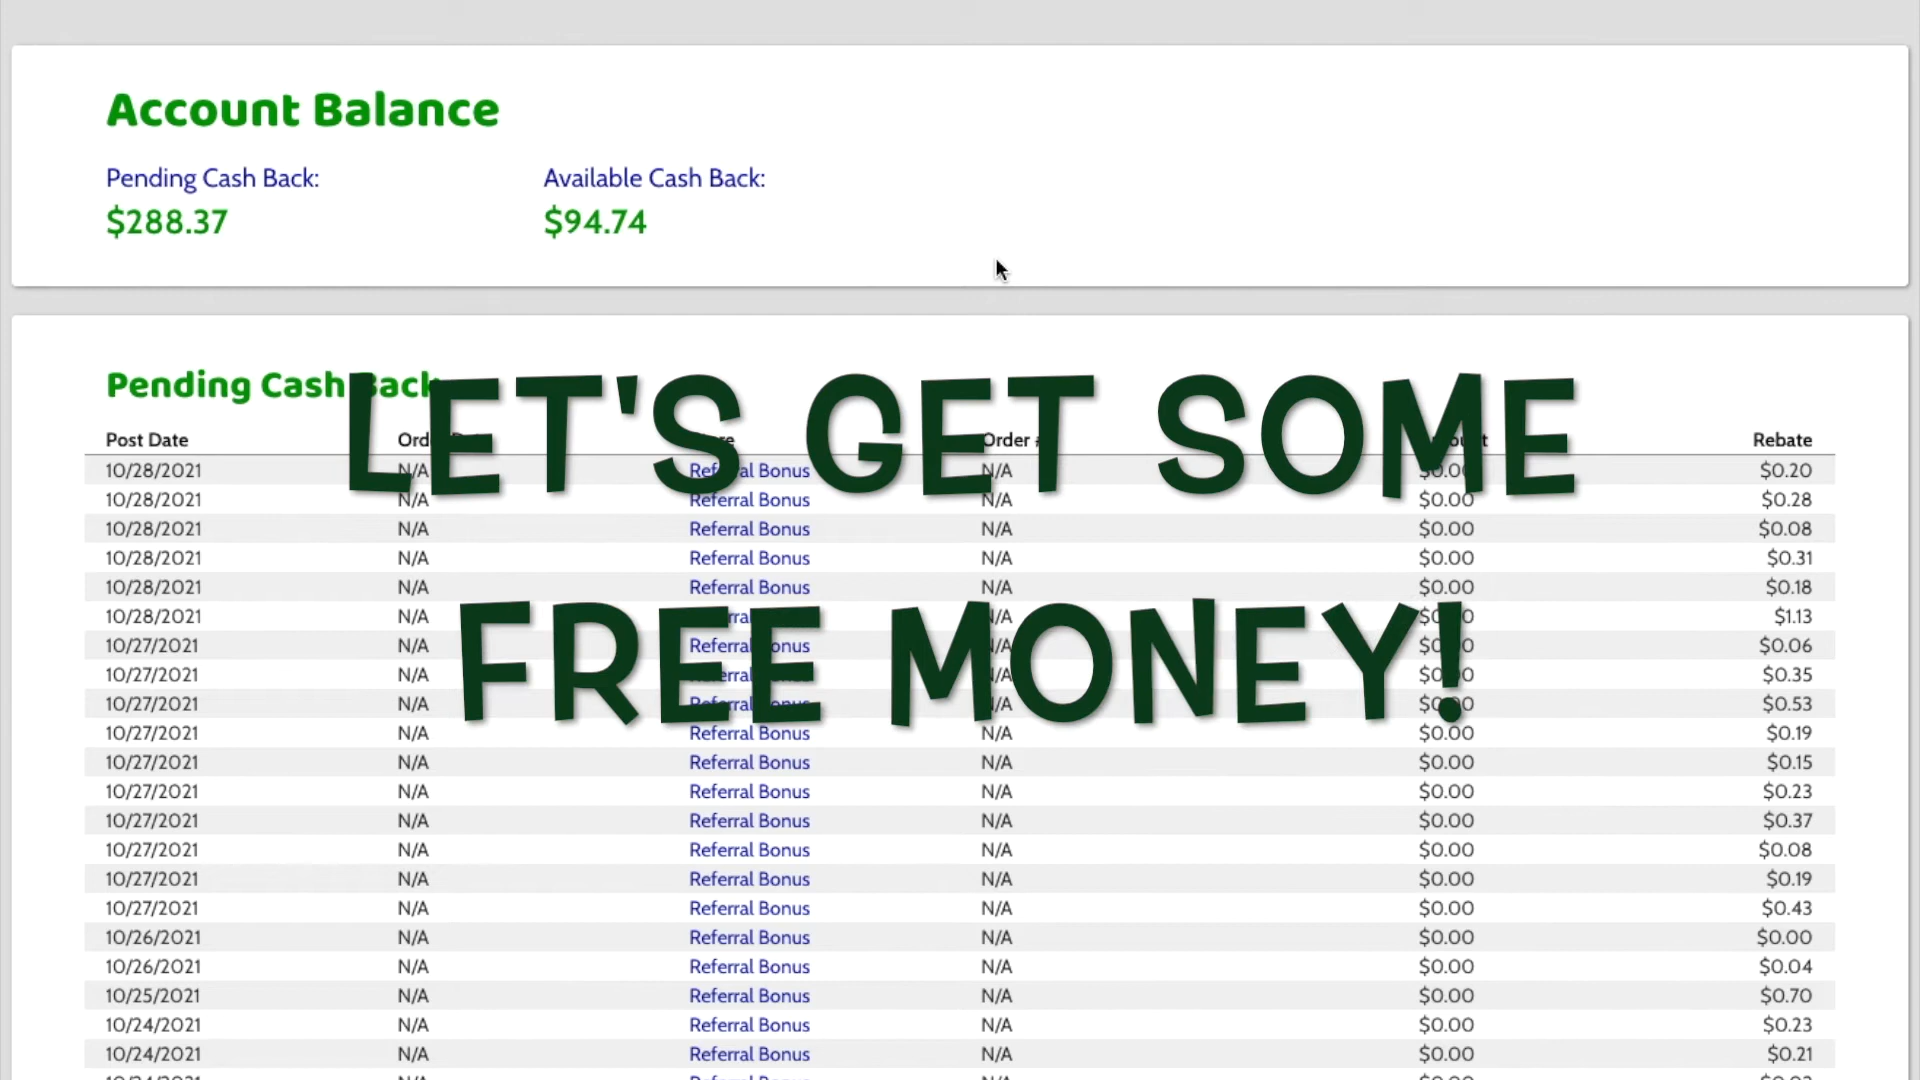 Account Balance
Pending Cash Back: Available Cash Back:
$288.37 $94.74
Pending Cash Back
LET'S GET SOME
FREE MONEY!
Post Date Order # Rebate
10/28/2021 N/A Referral Bonus N/A $0.00 $0.20
10/28/2021 N/A Referral Bonus N/A $0.00 $0.28
10/28/2021 N/A Referral Bonus N/A $0.00 $0.08
10/28/2021 N/A Referral Bonus N/A $0.00 $0.31
10/28/2021 N/A Referral Bonus N/A $0.00 $0.18
10/28/2021 N/A N/A $1.13
10/27/2021 N/A Referral Bonus N/A $0.06
10/27/2021 N/A N/A $0.35
10/27/2021 N/A Referral Bonus $0.53
10/27/2021 N/A Referral Bonus N/A $0.00 $0.19
10/27/2021 N/A Referral Bonus N/A $0.00 $0.15
10/27/2021 N/A Referral Bonus N/A $0.00 $0.23
10/27/2021 N/A Referral Bonus N/A $0.00 $0.37
10/27/2021 N/A Referral Bonus N/A $0.00 $0.08
10/27/2021 N/A Referral Bonus N/A $0.00 $0.19
10/27/2021 N/A Referral Bonus N/A $0.00 $0.43
10/26/2021 N/A Referral Bonus N/A $0.00 $0.00
10/26/2021 N/A Referral Bonus N/A $0.00 $0.04
10/25/2021 N/A Referral Bonus N/A $0.00 $0.70
10/24/2021 N/A Referral Bonus N/A $0.00 $0.23
10/24/2021 N/A Referral Bonus N/A $0.00 $0.21